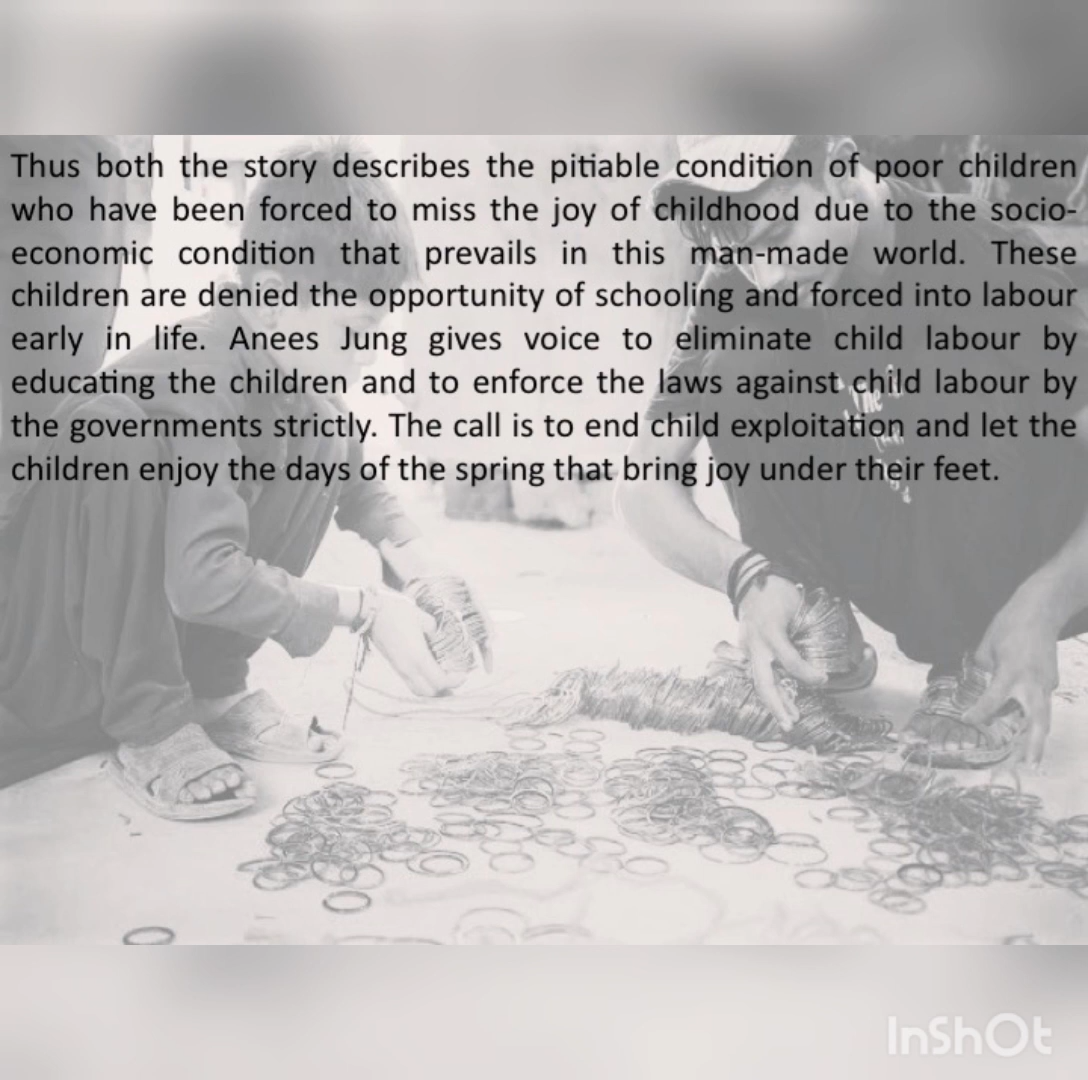 Thus both the story describes the pitiable condition of poor children
who have been forced to miss the joy of childhood due to the socio-
economic condition that prevails in this man-made world. These
children are denied the opportunity of schooling and forced into labour
early in life. Anees Jung gives voice to eliminate child labour by
educating the children and to enforce the laws against child labour by
the governments strictly. The call is to end child exploitation and let the
children enjoy the days of the spring that bring joy under their feet.
InShOt